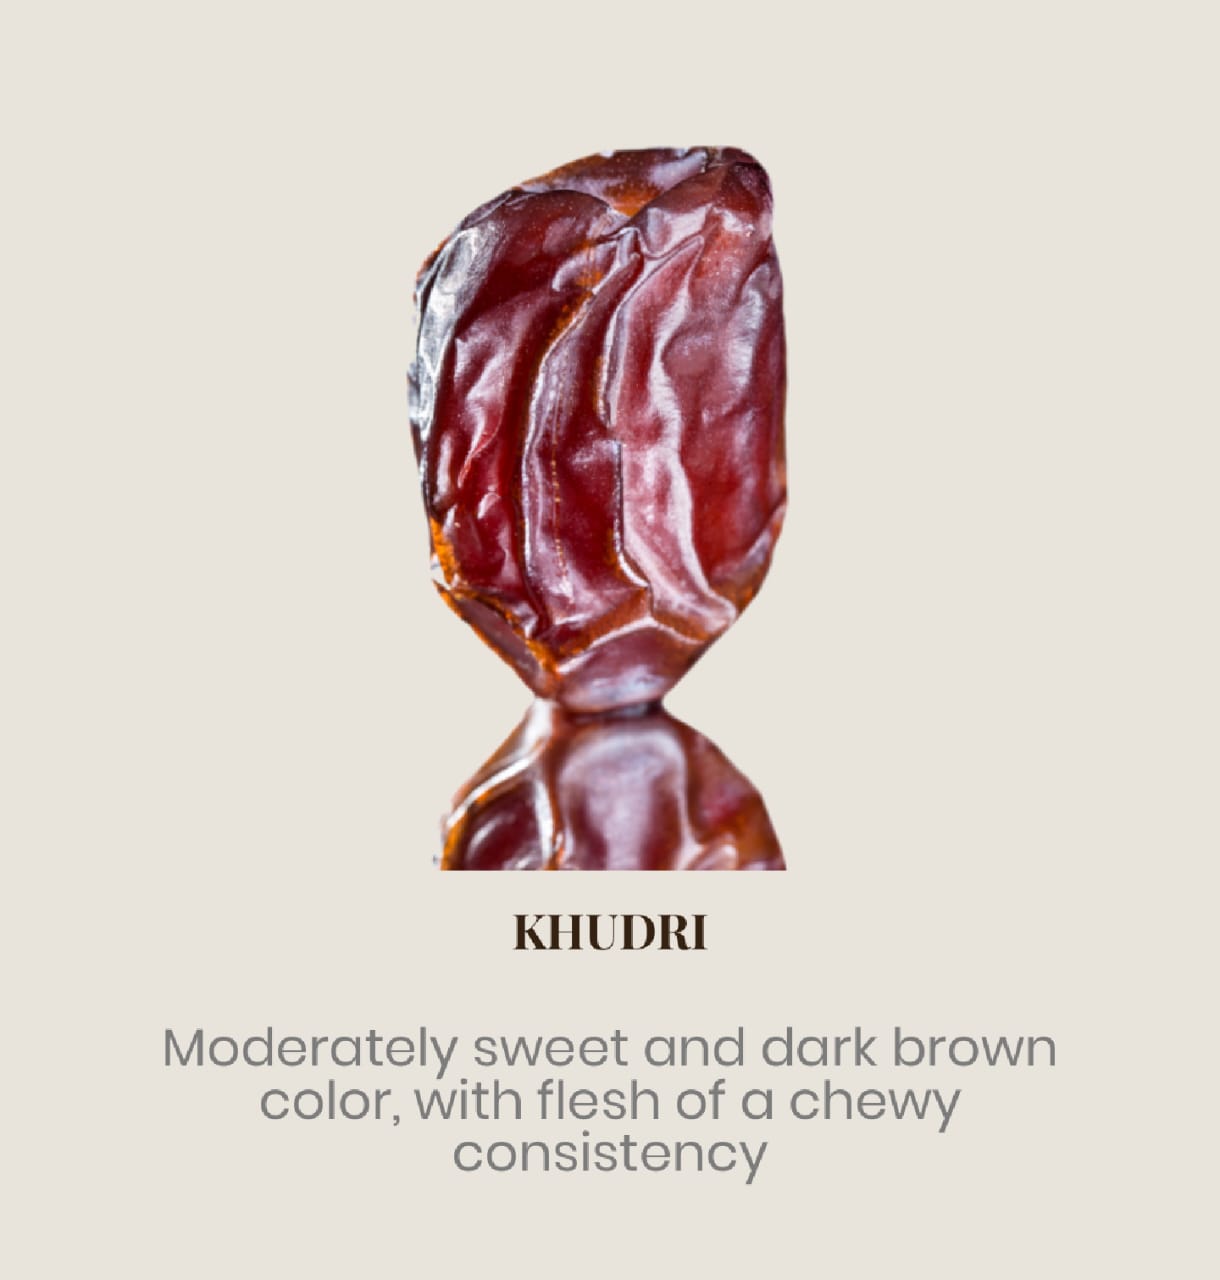 KHUDRI
Moderately sweet and dark brown
color, with flesh of a chewy
consistency